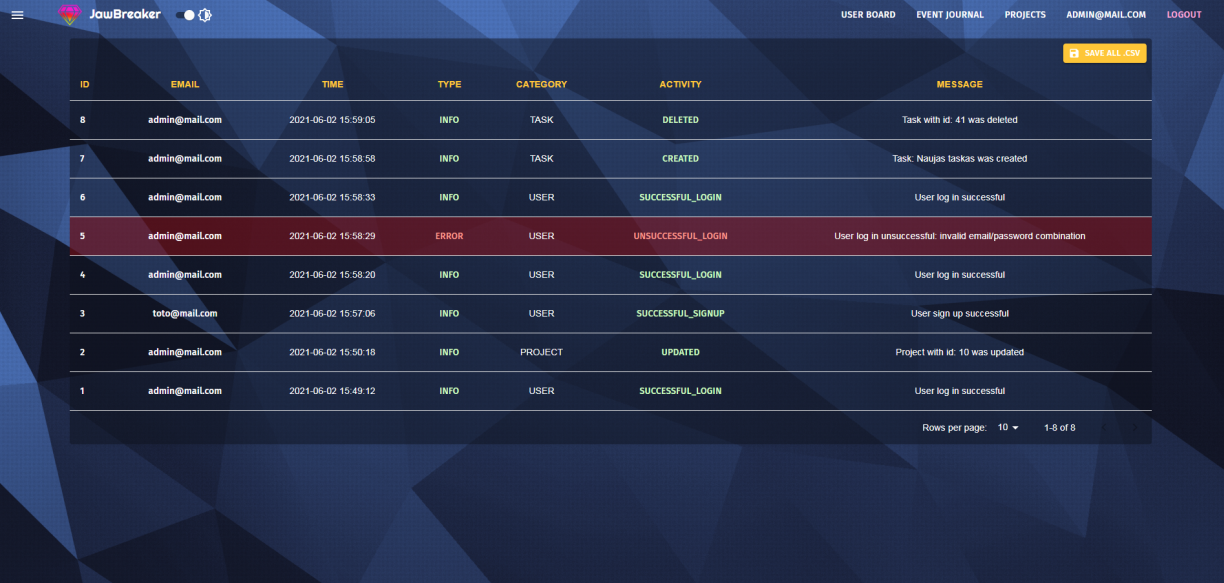 JawBreaker USER BOARD EVENT JOURNAL PROJECTS ADMIN@MAIL.COM LOGOUT
SAVE ALL .CSV
ID EMAIL TIME TYPE CATEGORY ACTIVITY MESSAGE
8 admin@mail.com 2021-06-02 15:59:05 INFO TASK DELETED Task with id: 41 was deleted
7 admin@mail.com 2021-06-02 15:58:58 INFO TASK CREATED Task: Naujas taskas was created
6 admin@mail.com 2021-06-02 15:58:33 INFO USER SUCCESSFUL_LOGIN User log in successful
5 admin@mail.com 2021-06-02 15:58:29 ERROR USER UNSUCCESSFUL_LOGIN User log in unsuccessful: invalid email/password combination
4 admin@mail.com 2021-06-02 15:58:20 INFO USER SUCCESSFUL_LOGIN User log in successful
3 toto@mail.com 2021-06-02 15:57:06 INFO USER SUCCESSFUL_SIGNUP User sign up successful
2 admin@mail.com 2021-06-02 15:50:18 INFO PROJECT UPDATED Project with id: 10 was updated
1 admin@mail.com 2021-06-02 15:49:12 INFO USER SUCCESSFUL_LOGIN User log in successful
Rows per page: 10 1-8 of 8